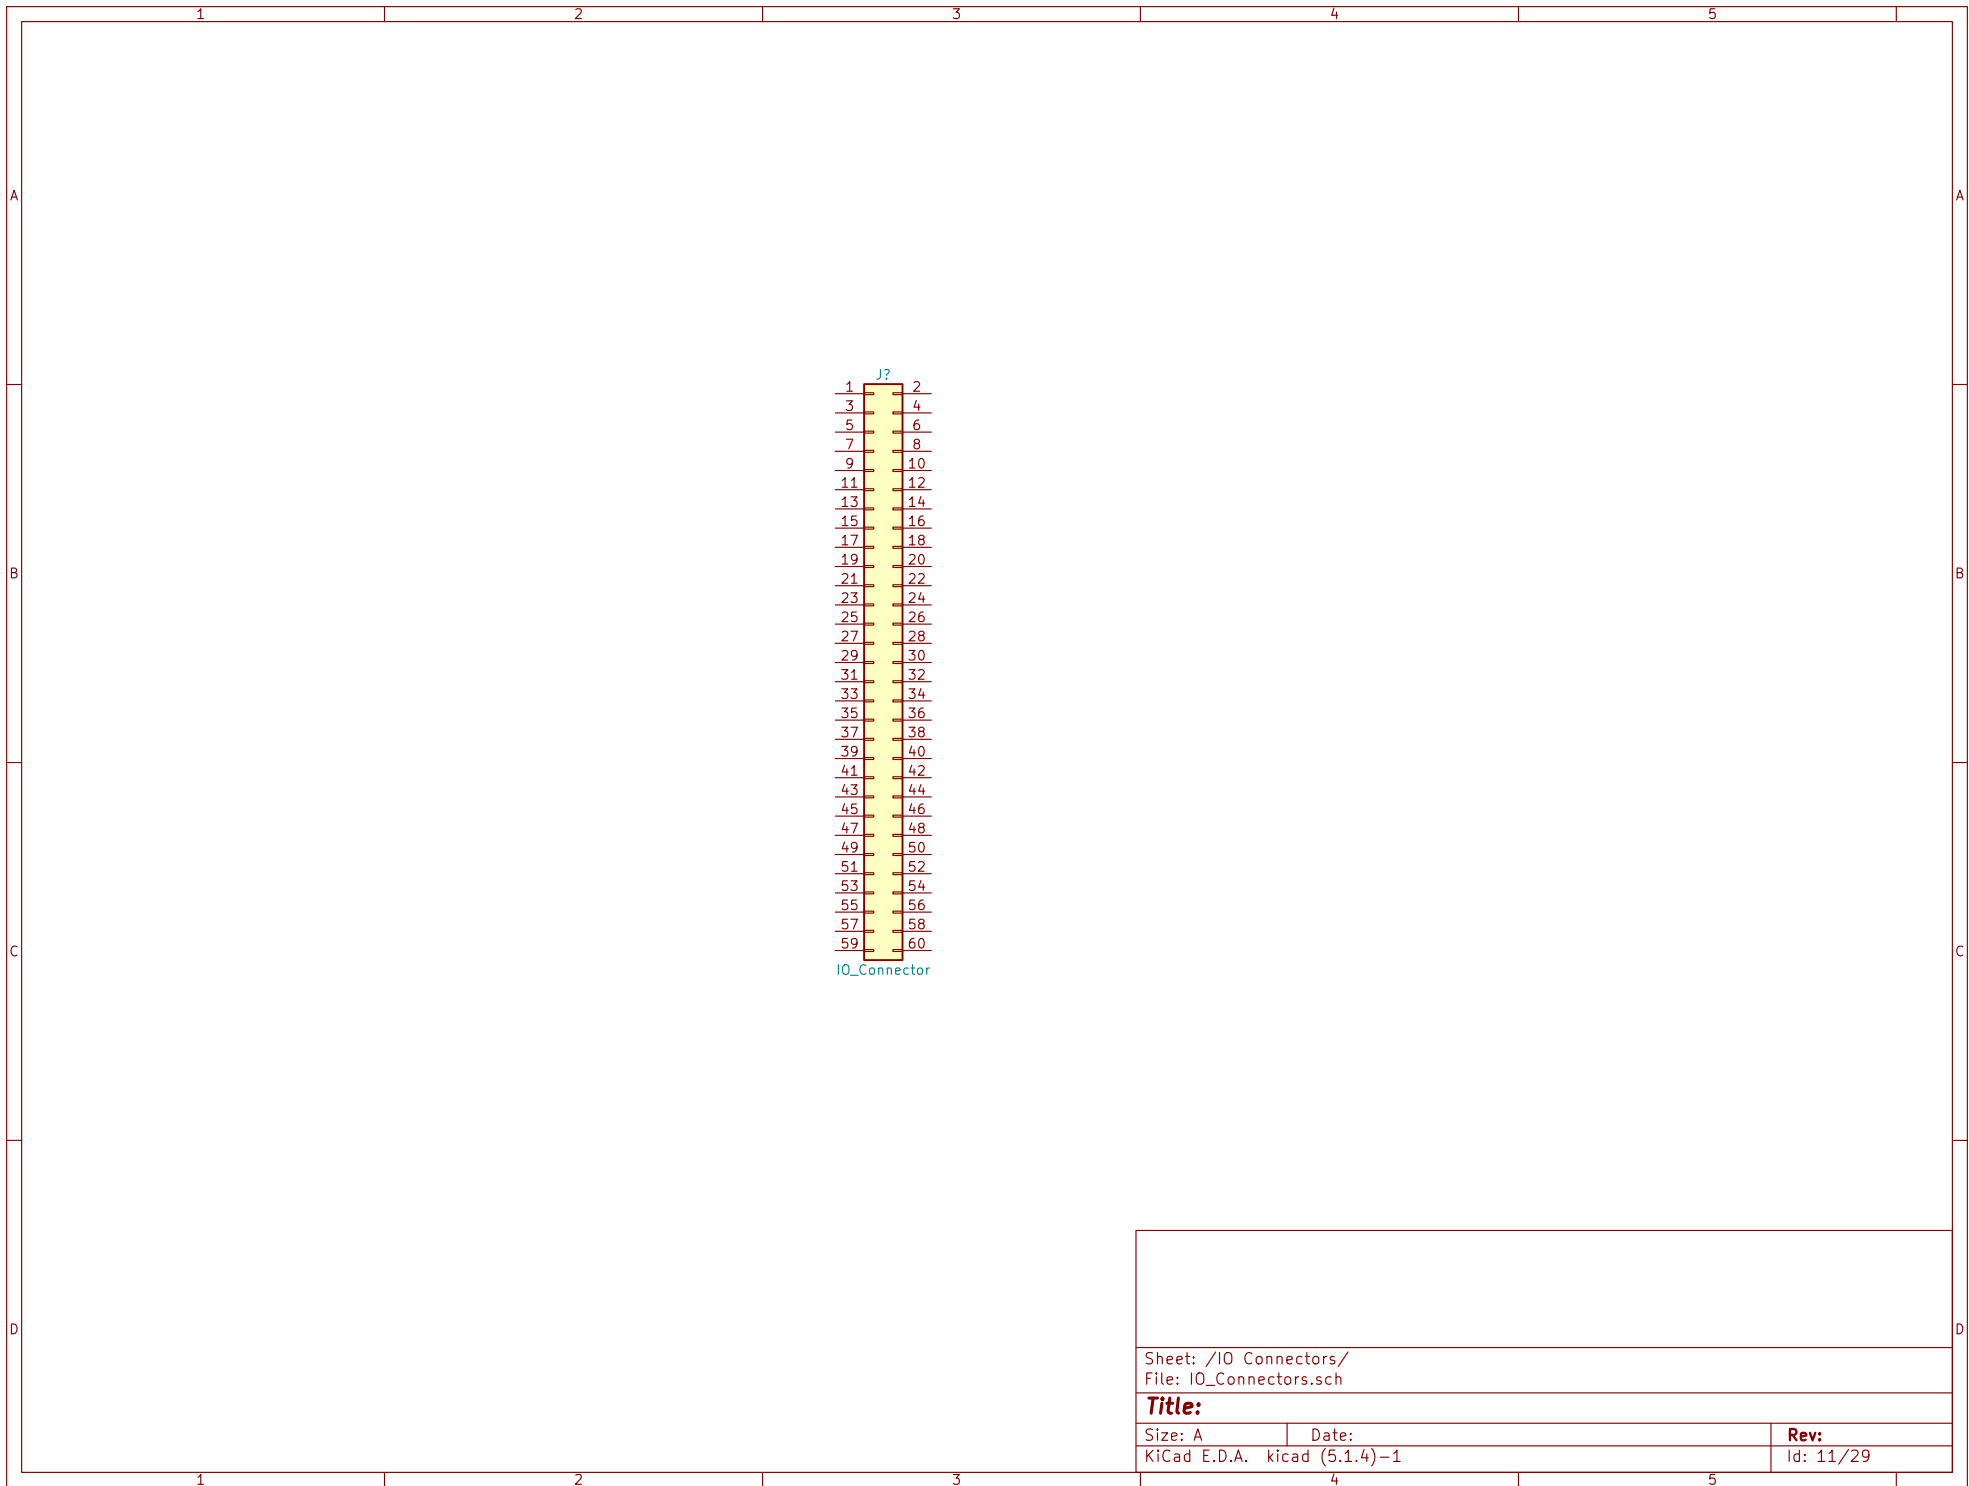 1 2 3 4 5
A A
J?
1 2
3 4
5 6
7 8
9 10
11 12
13 14
15 16
17 18
19 20
B B
21 22
23 24
25 26
27 28
29 30
31 32
33 34
35 36
37 38
39 40
41 42
43 44
45 46
47 48
49 50
51 52
53 54
55 56
57 58
59 60
C C
IO_Connector
D D
Sheet: /IO Connectors/
File: IO_Connectors.sch
Title:
Size: A Date: Rev:
KiCad E.D.A. kicad (5.1.4)-1 Id: 11/29
1 2 3 4 5